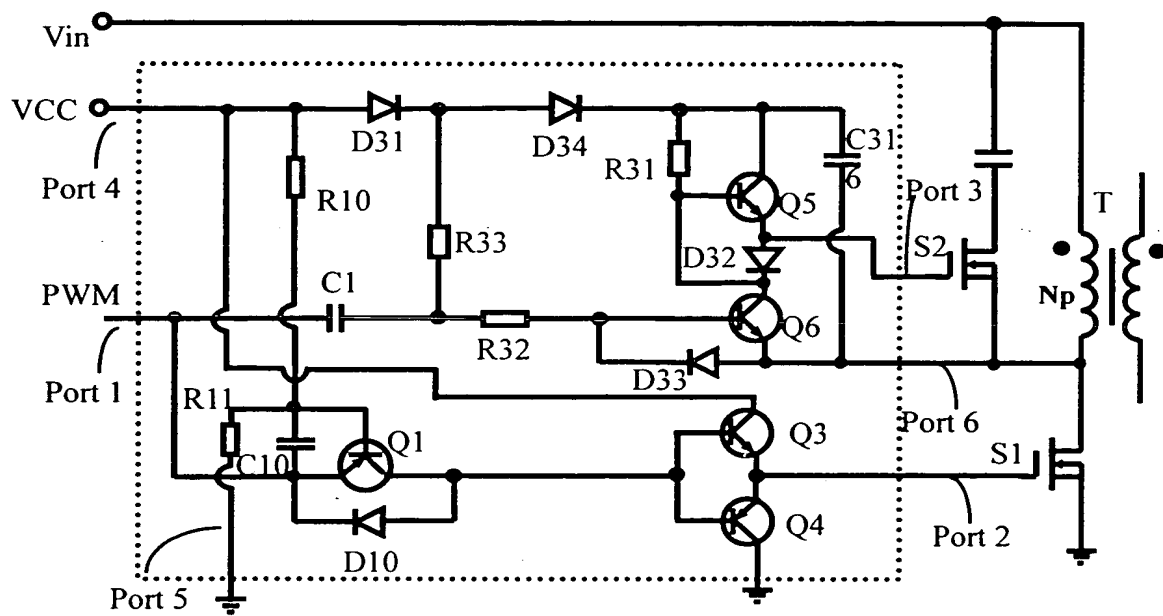 Vin
VCC
D31
D34
C31
6
R31
Port 4
R10
Q5
Port 3
T
R33
S2
D32
PWM
C1
Np
Q6
R32
D33
Port 1
R11
Port 6
Q1
Q3
C10
S1
Q4
D10
Port 2
Port 5